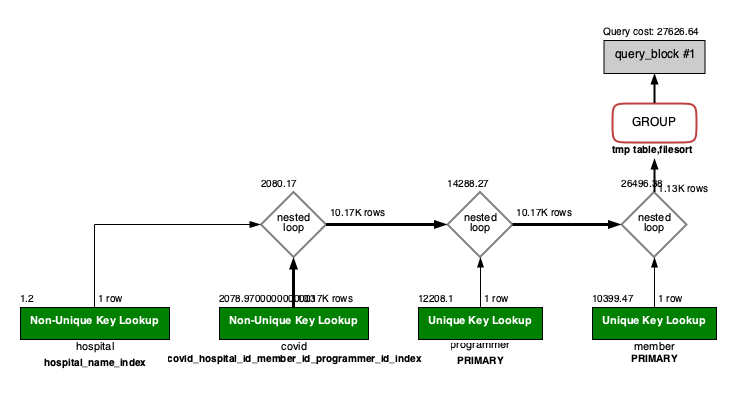 Query cost: 27626.64
query_block #1
GROUP
tmp table,filesort
2080.17
14288.27
26496.38
1.13K rows
nested
loop
10.17K rows
nested
loop
10.17K rows
nested
loop
1.2
1 row
2078.9700000000003
10.17K rows
12208.1
1 row
10399.47
1 row
Non-Unique Key Lookup
Non-Unique Key Lookup
Unique Key Lookup
Unique Key Lookup
hospital
covid
programmer
member
hospital_name_index
covid_hospital_id_member_id_programmer_id_index
PRIMARY
PRIMARY